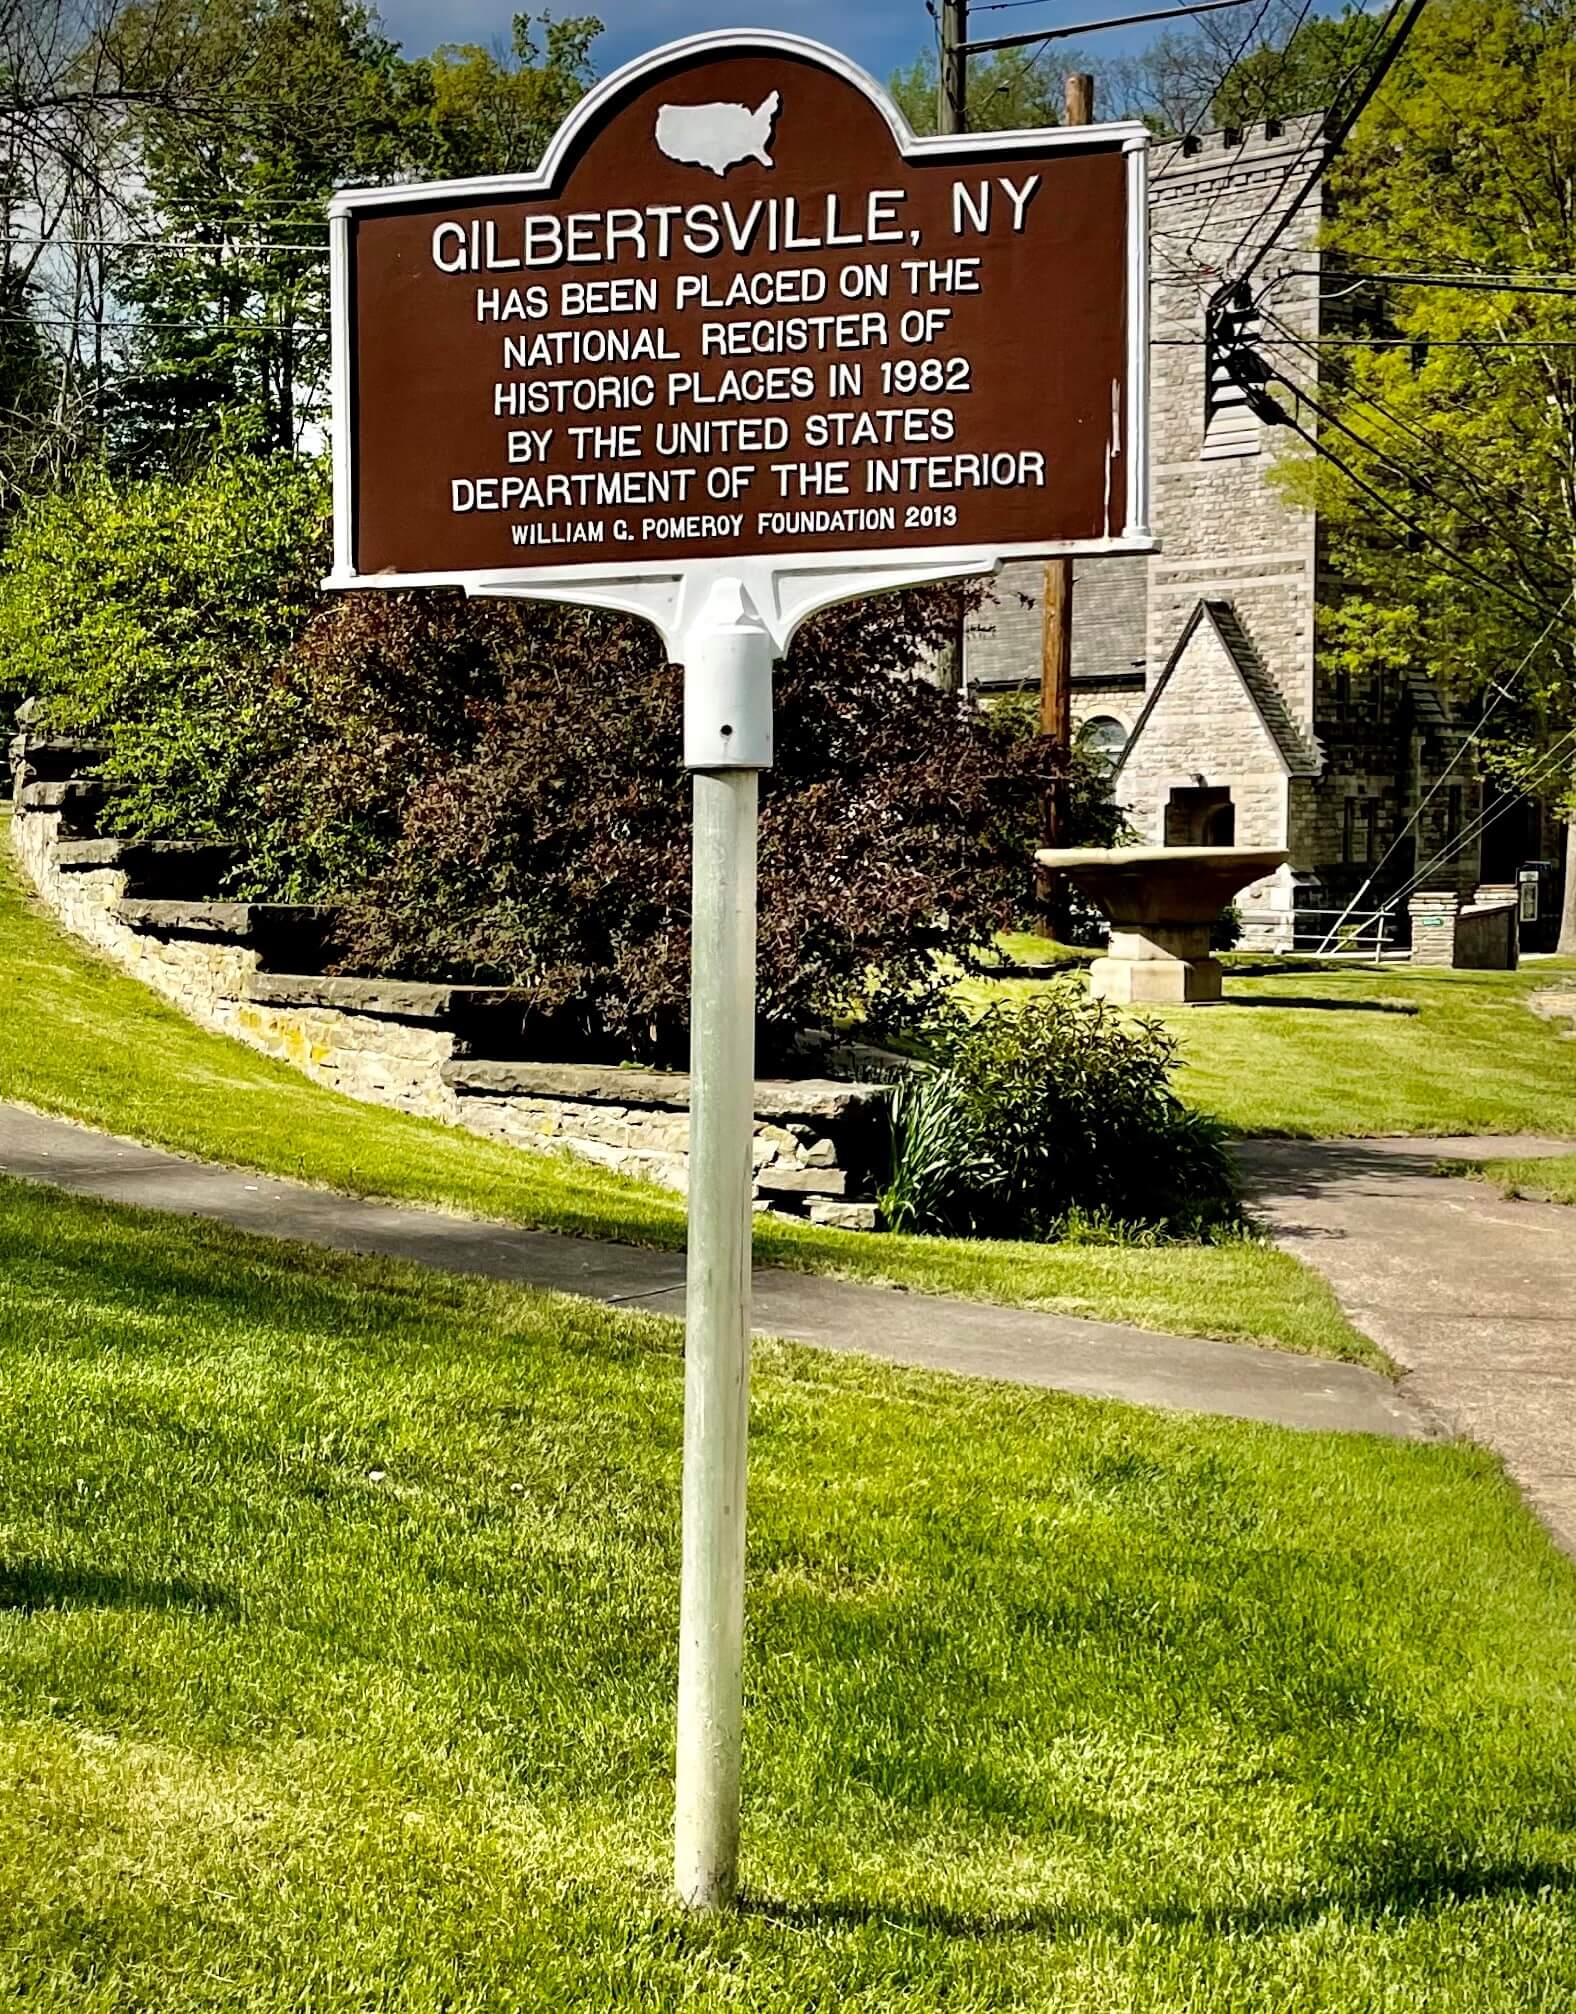 GILBERTSVILLE, NY
HAS BEEN PLACED ON THE
NATIONAL REGISTER OF
HISTORIC PLACES IN 1982
BY THE UNITED STATES
DEPARTMENT OF THE INTERIOR
WILLIAM G. POMEROY FOUNDATION 2013